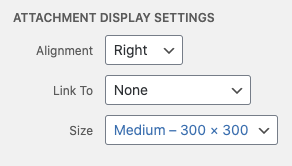 ATTACHMENT DISPLAY SETTINGS
Alignment Right
Link To None
Size Medium – 300 × 300